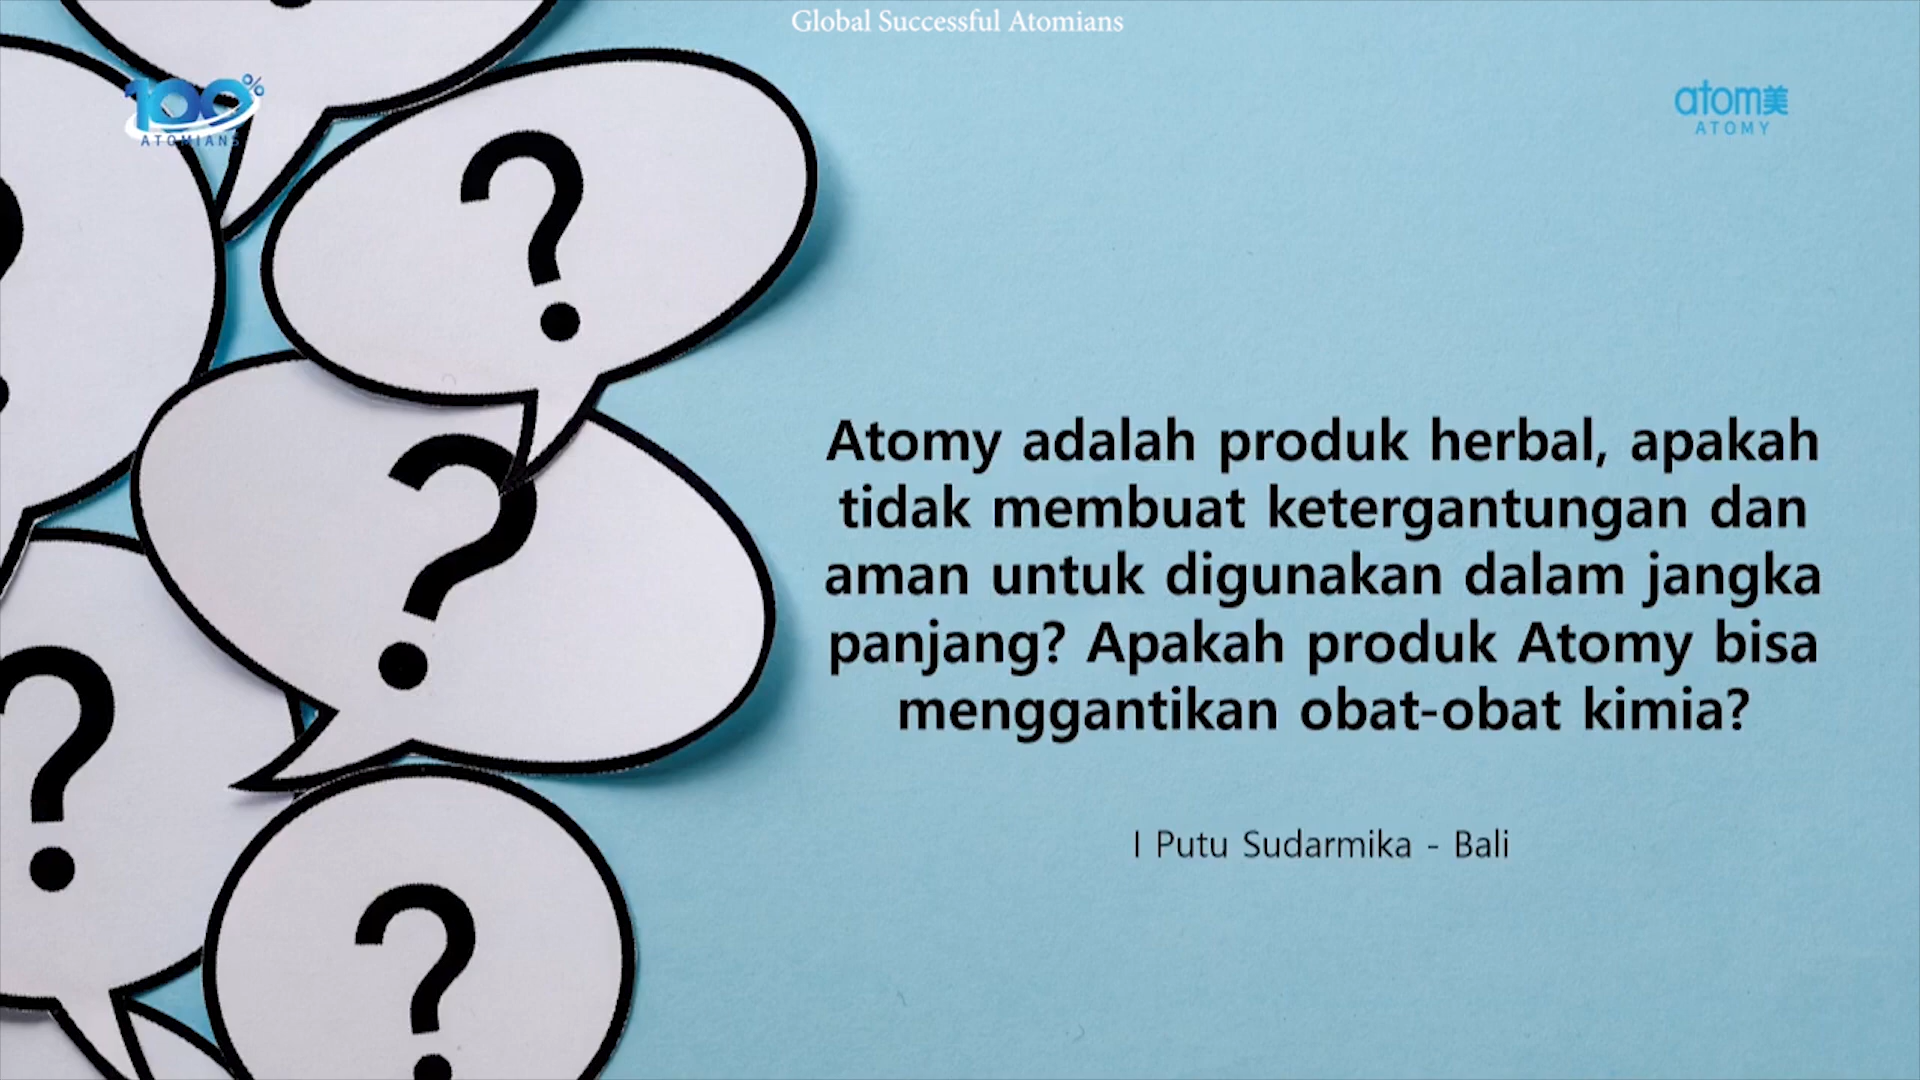 Global Successful Atomians
100%
ATOMIANS
atom美
ATOMY
?
?
?
?
Atomy adalah produk herbal, apakah
tidak membuat ketergantungan dan
aman untuk digunakan dalam jangka
panjang? Apakah produk Atomy bisa
menggantikan obat-obat kimia?
I Putu Sudarmika - Bali